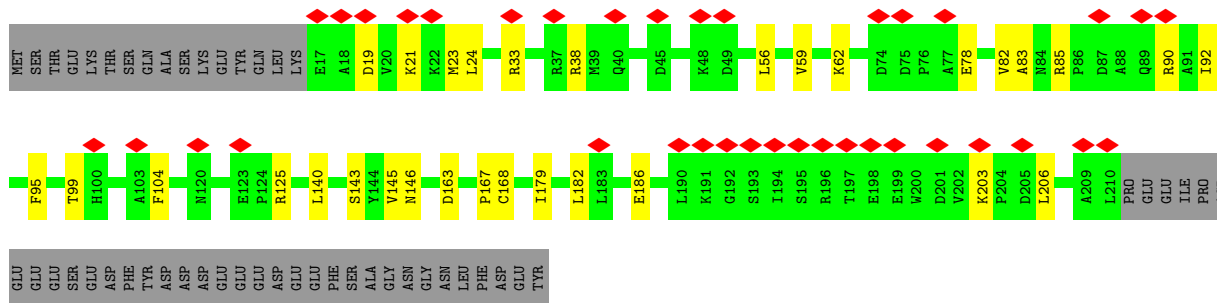 MET SER THR GLU LYS THR SER GLN ALA SER LYS GLU TYR GLN LEU LYS E17 A18 D19 V20 K21 K22 M23 L24 R33 R37 R38 M39 Q40 D45 K48 D49 L56 V59 K62 D74 D75 P76 A77 E78 V82 A83 N84 R85 P86 D87 A88 Q89 R90 A91 I92
F95 T99 H100 A103 F104 N120 E123 P124 R125 L140 S143 Y144 V145 N146 D163 P167 C168 I179 L182 L183 E186 L190 K191 G192 S193 I194 S195 R196 T197 E198 E199 W200 D201 V202 K203 P204 D205 L206 A209 L210 PRO GLU GLU ILE PRO
GLU GLU GLU SER GLU ASP PHE TYR ASP ASP ASP GLU GLU GLU ASP GLU GLU PHE SER ALA GLY ASN GLY ASN LEU PHE ASP GLU TYR